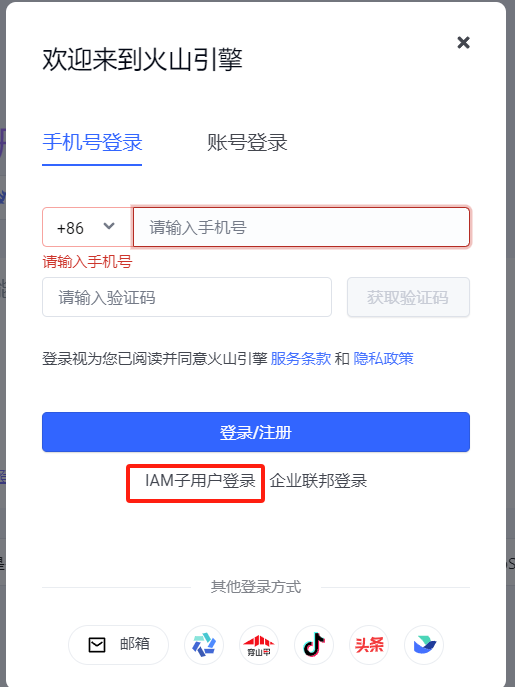 欢迎来到火山引擎
手机号登录 账号登录
+86 请输入手机号
请输入手机号
请输入验证码 获取验证码
登录视为您已阅读并同意火山引擎 服务条款 和 隐私政策
登录/注册
IAM子用户登录 企业联邦登录
其他登录方式
邮箱 穿山甲 头条